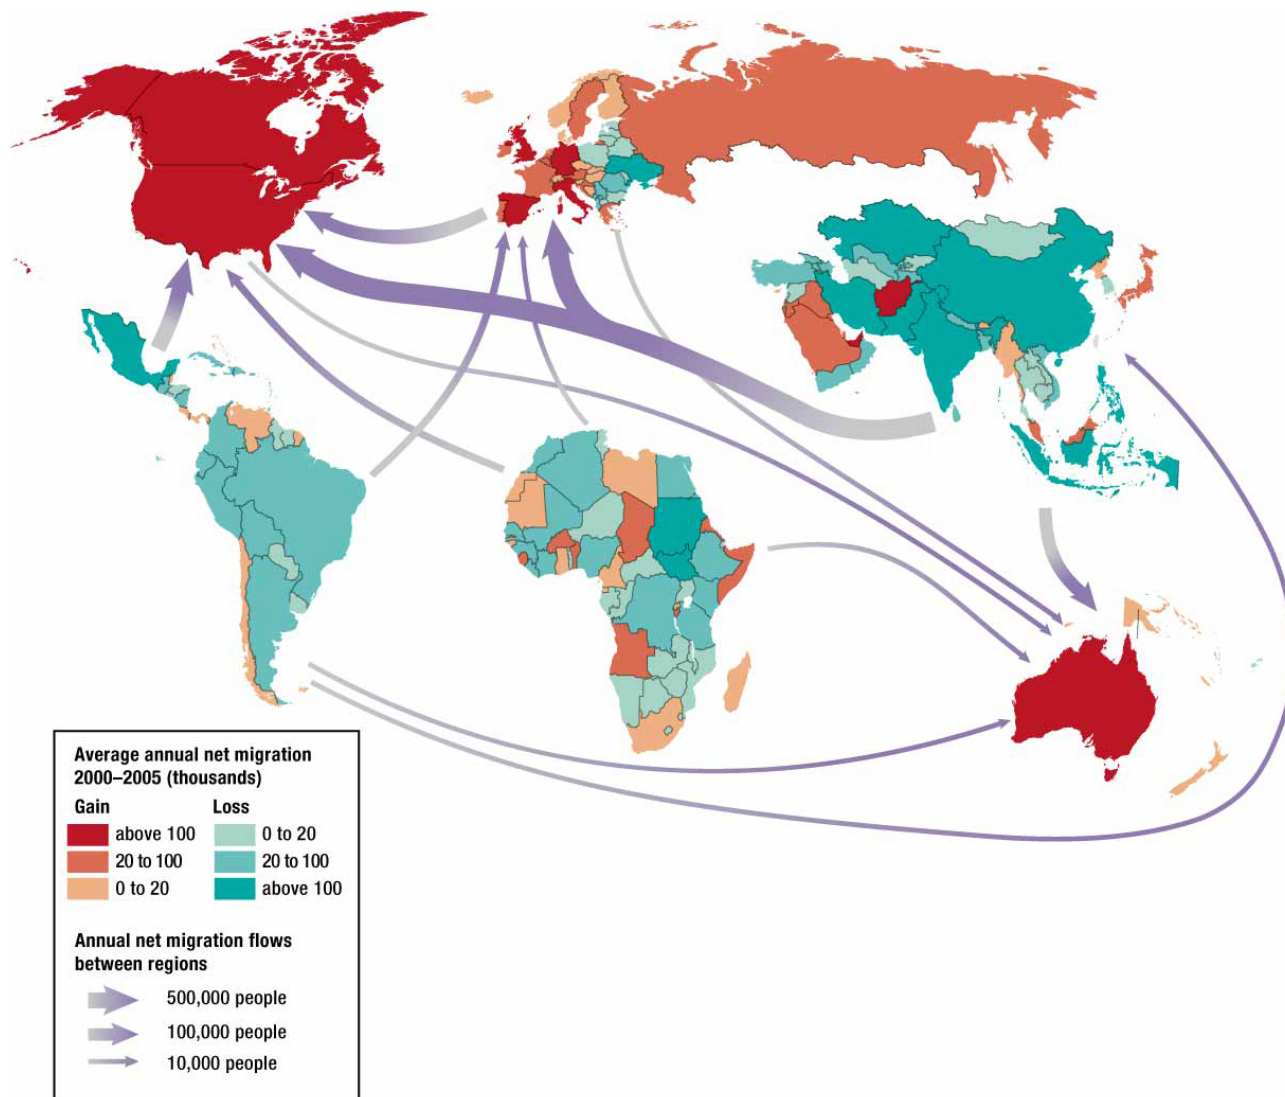 Average annual net migration
2000–2005 (thousands)
Gain
Loss
above 100
0 to 20
20 to 100
20 to 100
0 to 20
above 100
Annual net migration flows
between regions
500,000 people
100,000 people
10,000 people